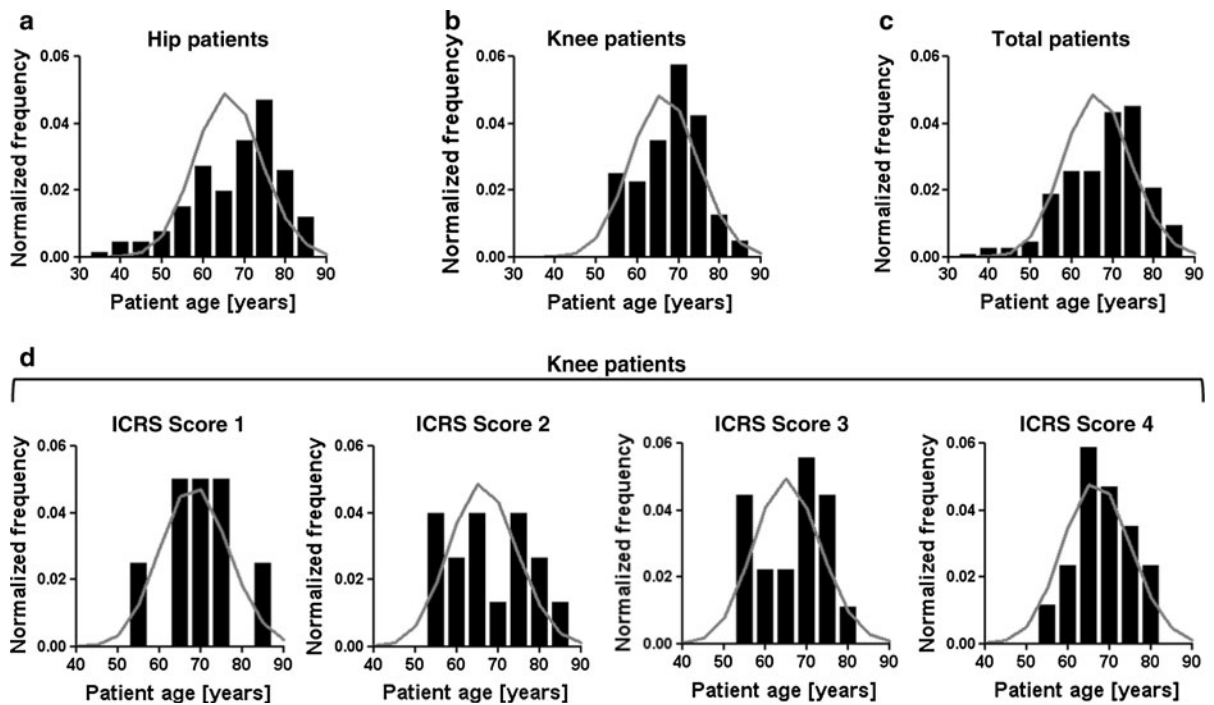 a
Hip patients
Normalized frequency
0.06
0.04
0.02
0.00
30 40 50 60 70 80 90
Patient age [years]
b
Knee patients
Normalized frequency
0.06
0.04
0.02
0.00
30 40 50 60 70 80 90
Patient age [years]
c
Total patients
Normalized frequency
0.06
0.04
0.02
0.00
30 40 50 60 70 80 90
Patient age [years]
d
Knee patients
ICRS Score 1
Normalized frequency
0.06
0.04
0.02
0.00
40 50 60 70 80 90
Patient age [years]
ICRS Score 2
Normalized frequency
0.06
0.04
0.02
0.00
40 50 60 70 80 90
Patient age [years]
ICRS Score 3
Normalized frequency
0.06
0.04
0.02
0.00
40 50 60 70 80 90
Patient age [years]
ICRS Score 4
Normalized frequency
0.06
0.04
0.02
0.00
40 50 60 70 80 90
Patient age [years]